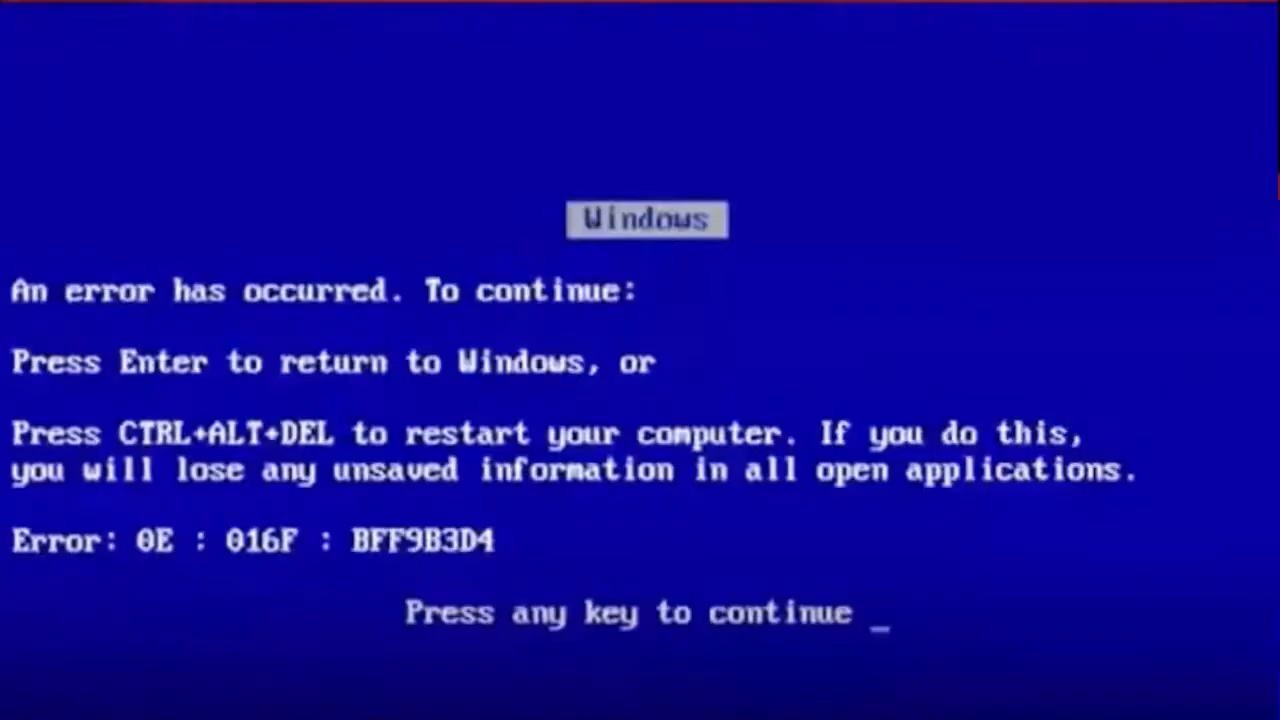 Windows
An error has occurred. To continue:
Press Enter to return to Windows, or
Press CTRL+ALT+DEL to restart your computer. If you do this,
you will lose any unsaved information in all open applications.
Error: 0E : 016F : BFF9B3D4
Press any key to continue _